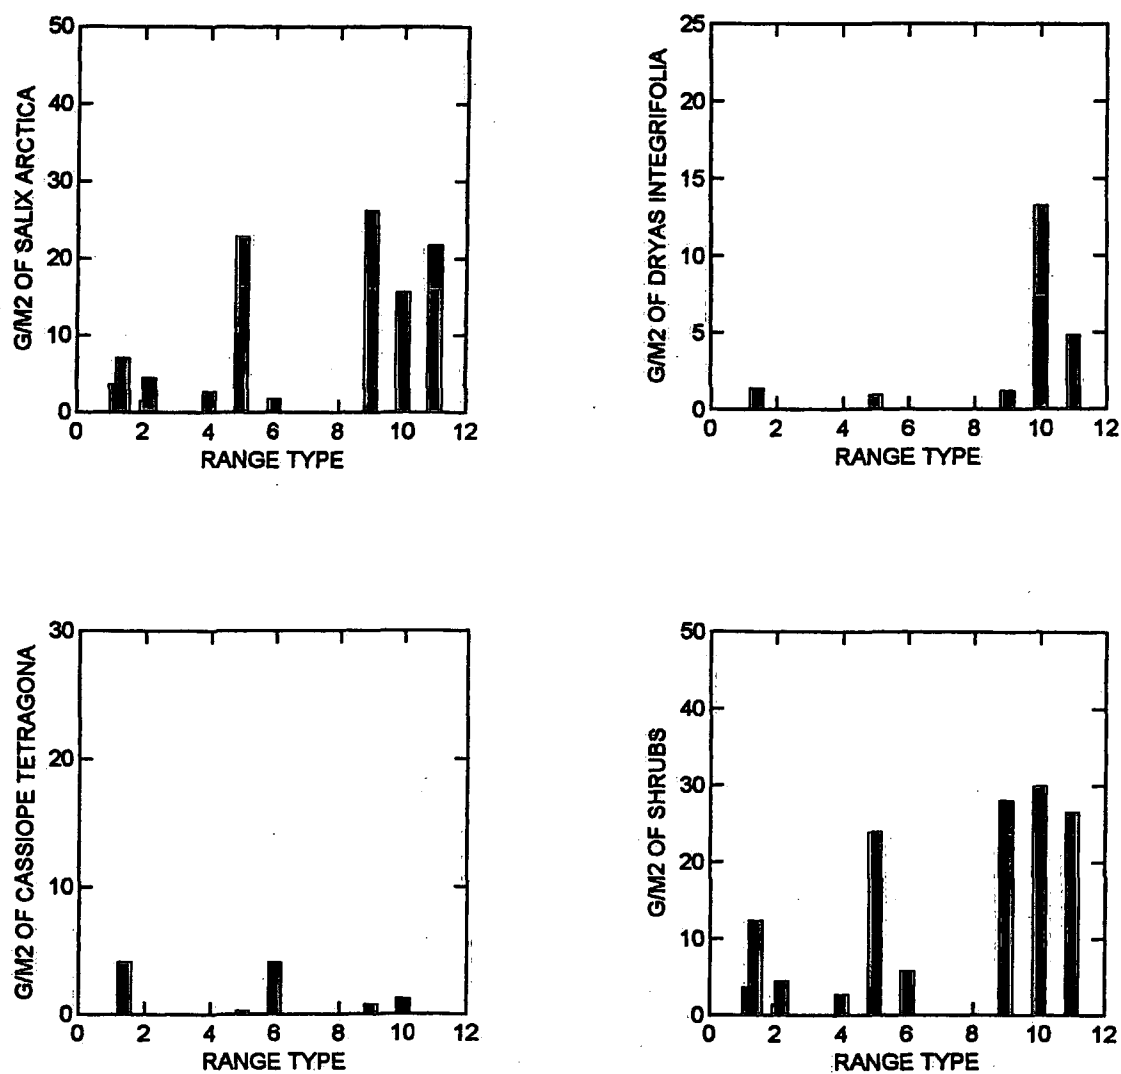 G/M2 OF SALIX ARCTICA
50
40
30
20
10
0
0 2 4 6 8 10 12
RANGE TYPE
G/M2 OF DRYAS INTEGRIFOLIA
25
20
15
10
5
0
0 2 4 6 8 10 12
RANGE TYPE
G/M2 OF CASSIOPE TETRAGONA
30
20
10
0
0 2 4 6 8 10 12
RANGE TYPE
G/M2 OF SHRUBS
50
40
30
20
10
0
0 2 4 6 8 10 12
RANGE TYPE